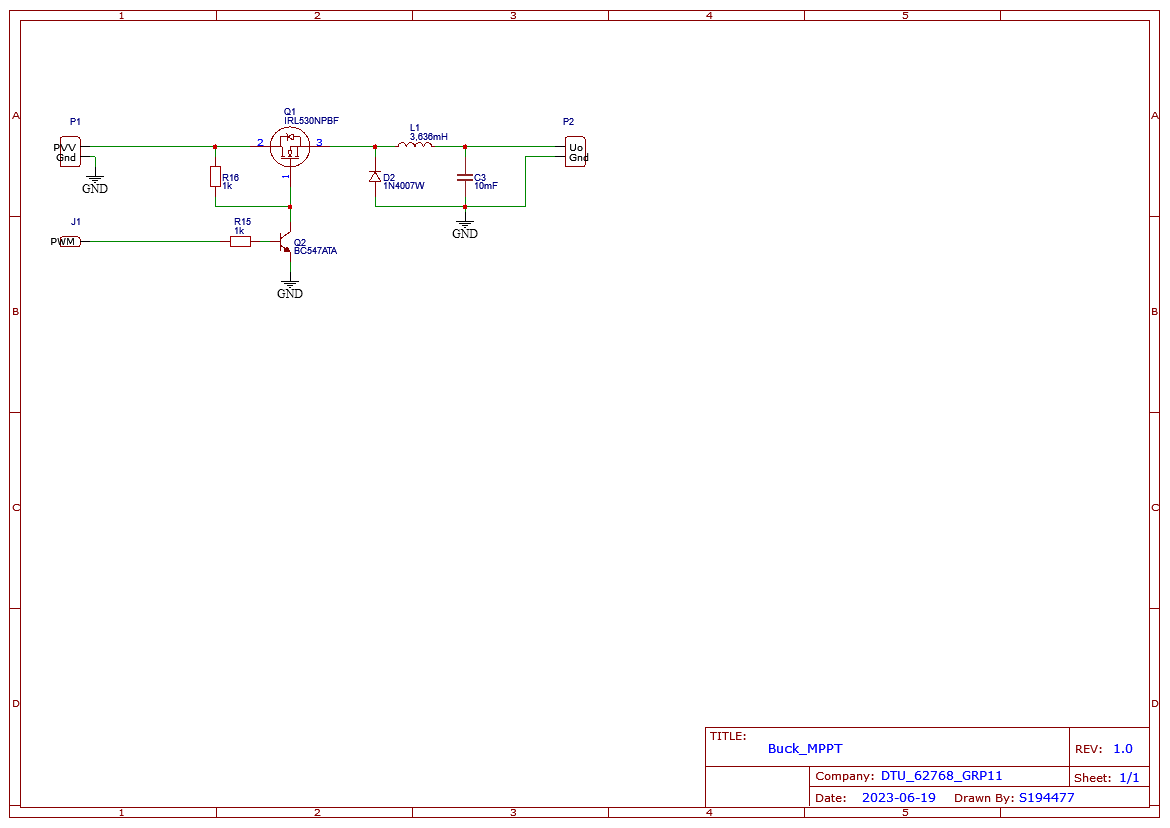 1 2 3 4 5
A A
P1
PVV
Gnd
GND
Q1
IRL530NPBF
2 3
1
R16
1k
L1
3,636mH
D2
1N4007W
C3
10mF
P2
Uo
Gnd
GND
J1
PWM
R15
1k
Q2
BC547ATA
GND
B B
C C
D D
TITLE:
Buck_MPPT
REV: 1.0
Company: DTU_62768_GRP11
Sheet: 1/1
Date: 2023-06-19 Drawn By: S194477
1 2 3 4 5